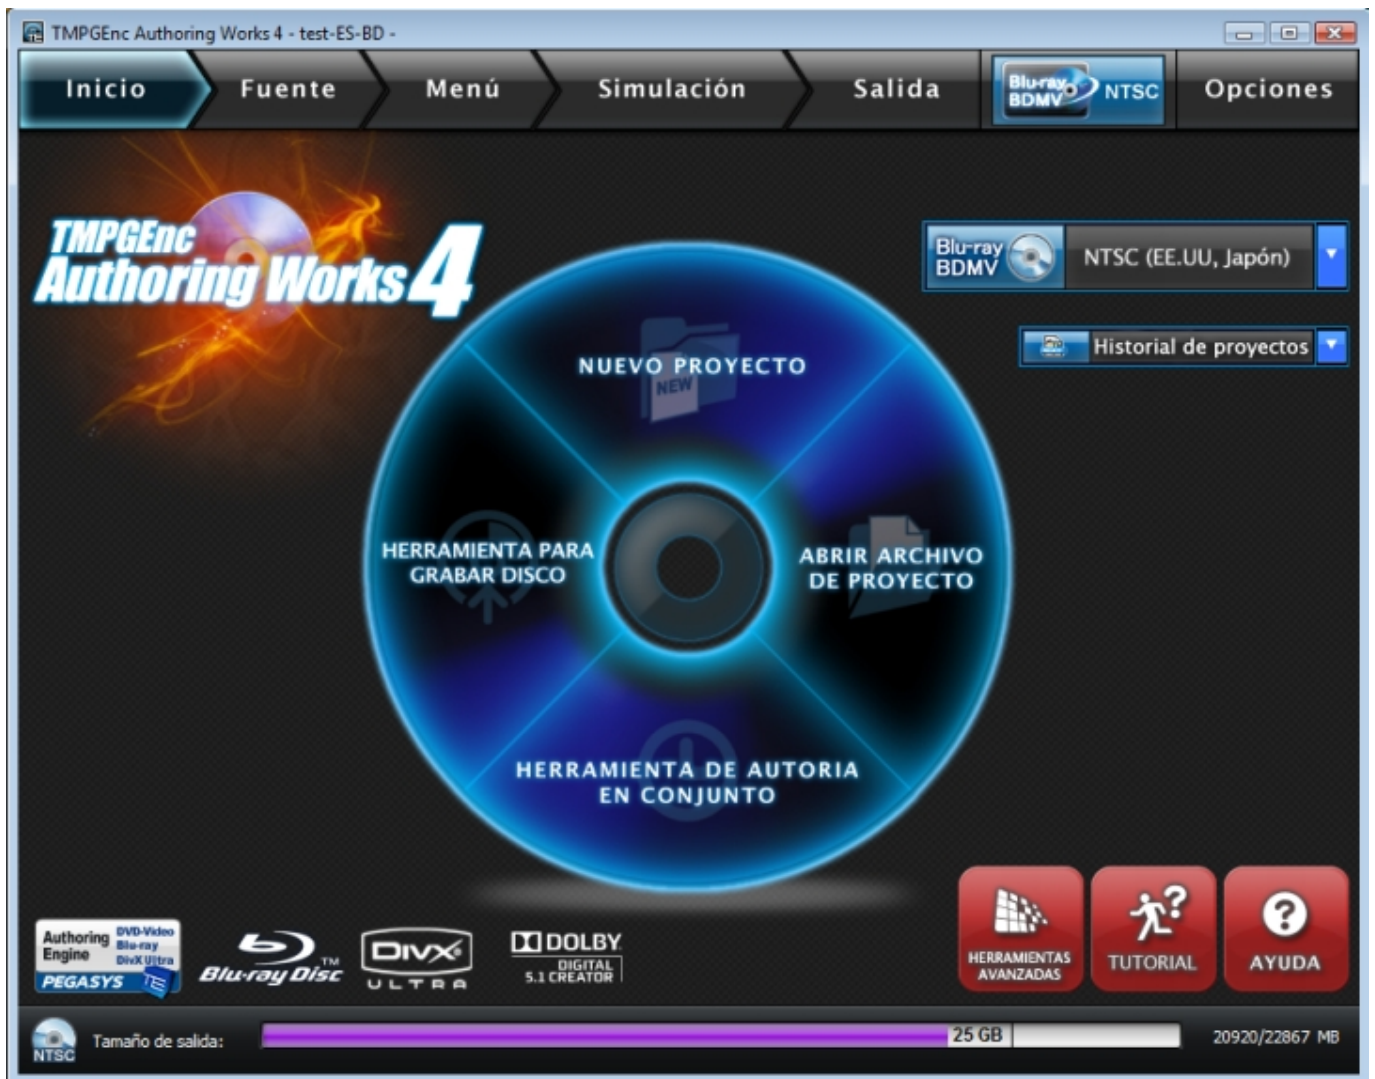 TMPGEnc Authoring Works 4 - test-ES-BD -
Inicio
Fuente
Menú
Simulación
Salida
Blu-ray
BDMV
NTSC
Opciones
TMPGEnc
Authoring Works 4
Blu-ray
BDMV
NTSC (EE.UU, Japón)
Historial de proyectos
NUEVO PROYECTO
NEW
HERRAMIENTA PARA
GRABAR DISCO
ABRIR ARCHIVO
DE PROYECTO
HERRAMIENTA DE AUTORIA
EN CONJUNTO
Authoring
Engine
DVD-Video
Blu-ray
DivX Ultra
PEGASYS
TE
Blu-ray Disc™
DIVX
ULTRA
DOLBY
DIGITAL
5.1 CREATOR
HERRAMIENTAS
AVANZADAS
?
TUTORIAL
?
AYUDA
NTSC
Tamaño de salida:
25 GB
20920/22867 MB